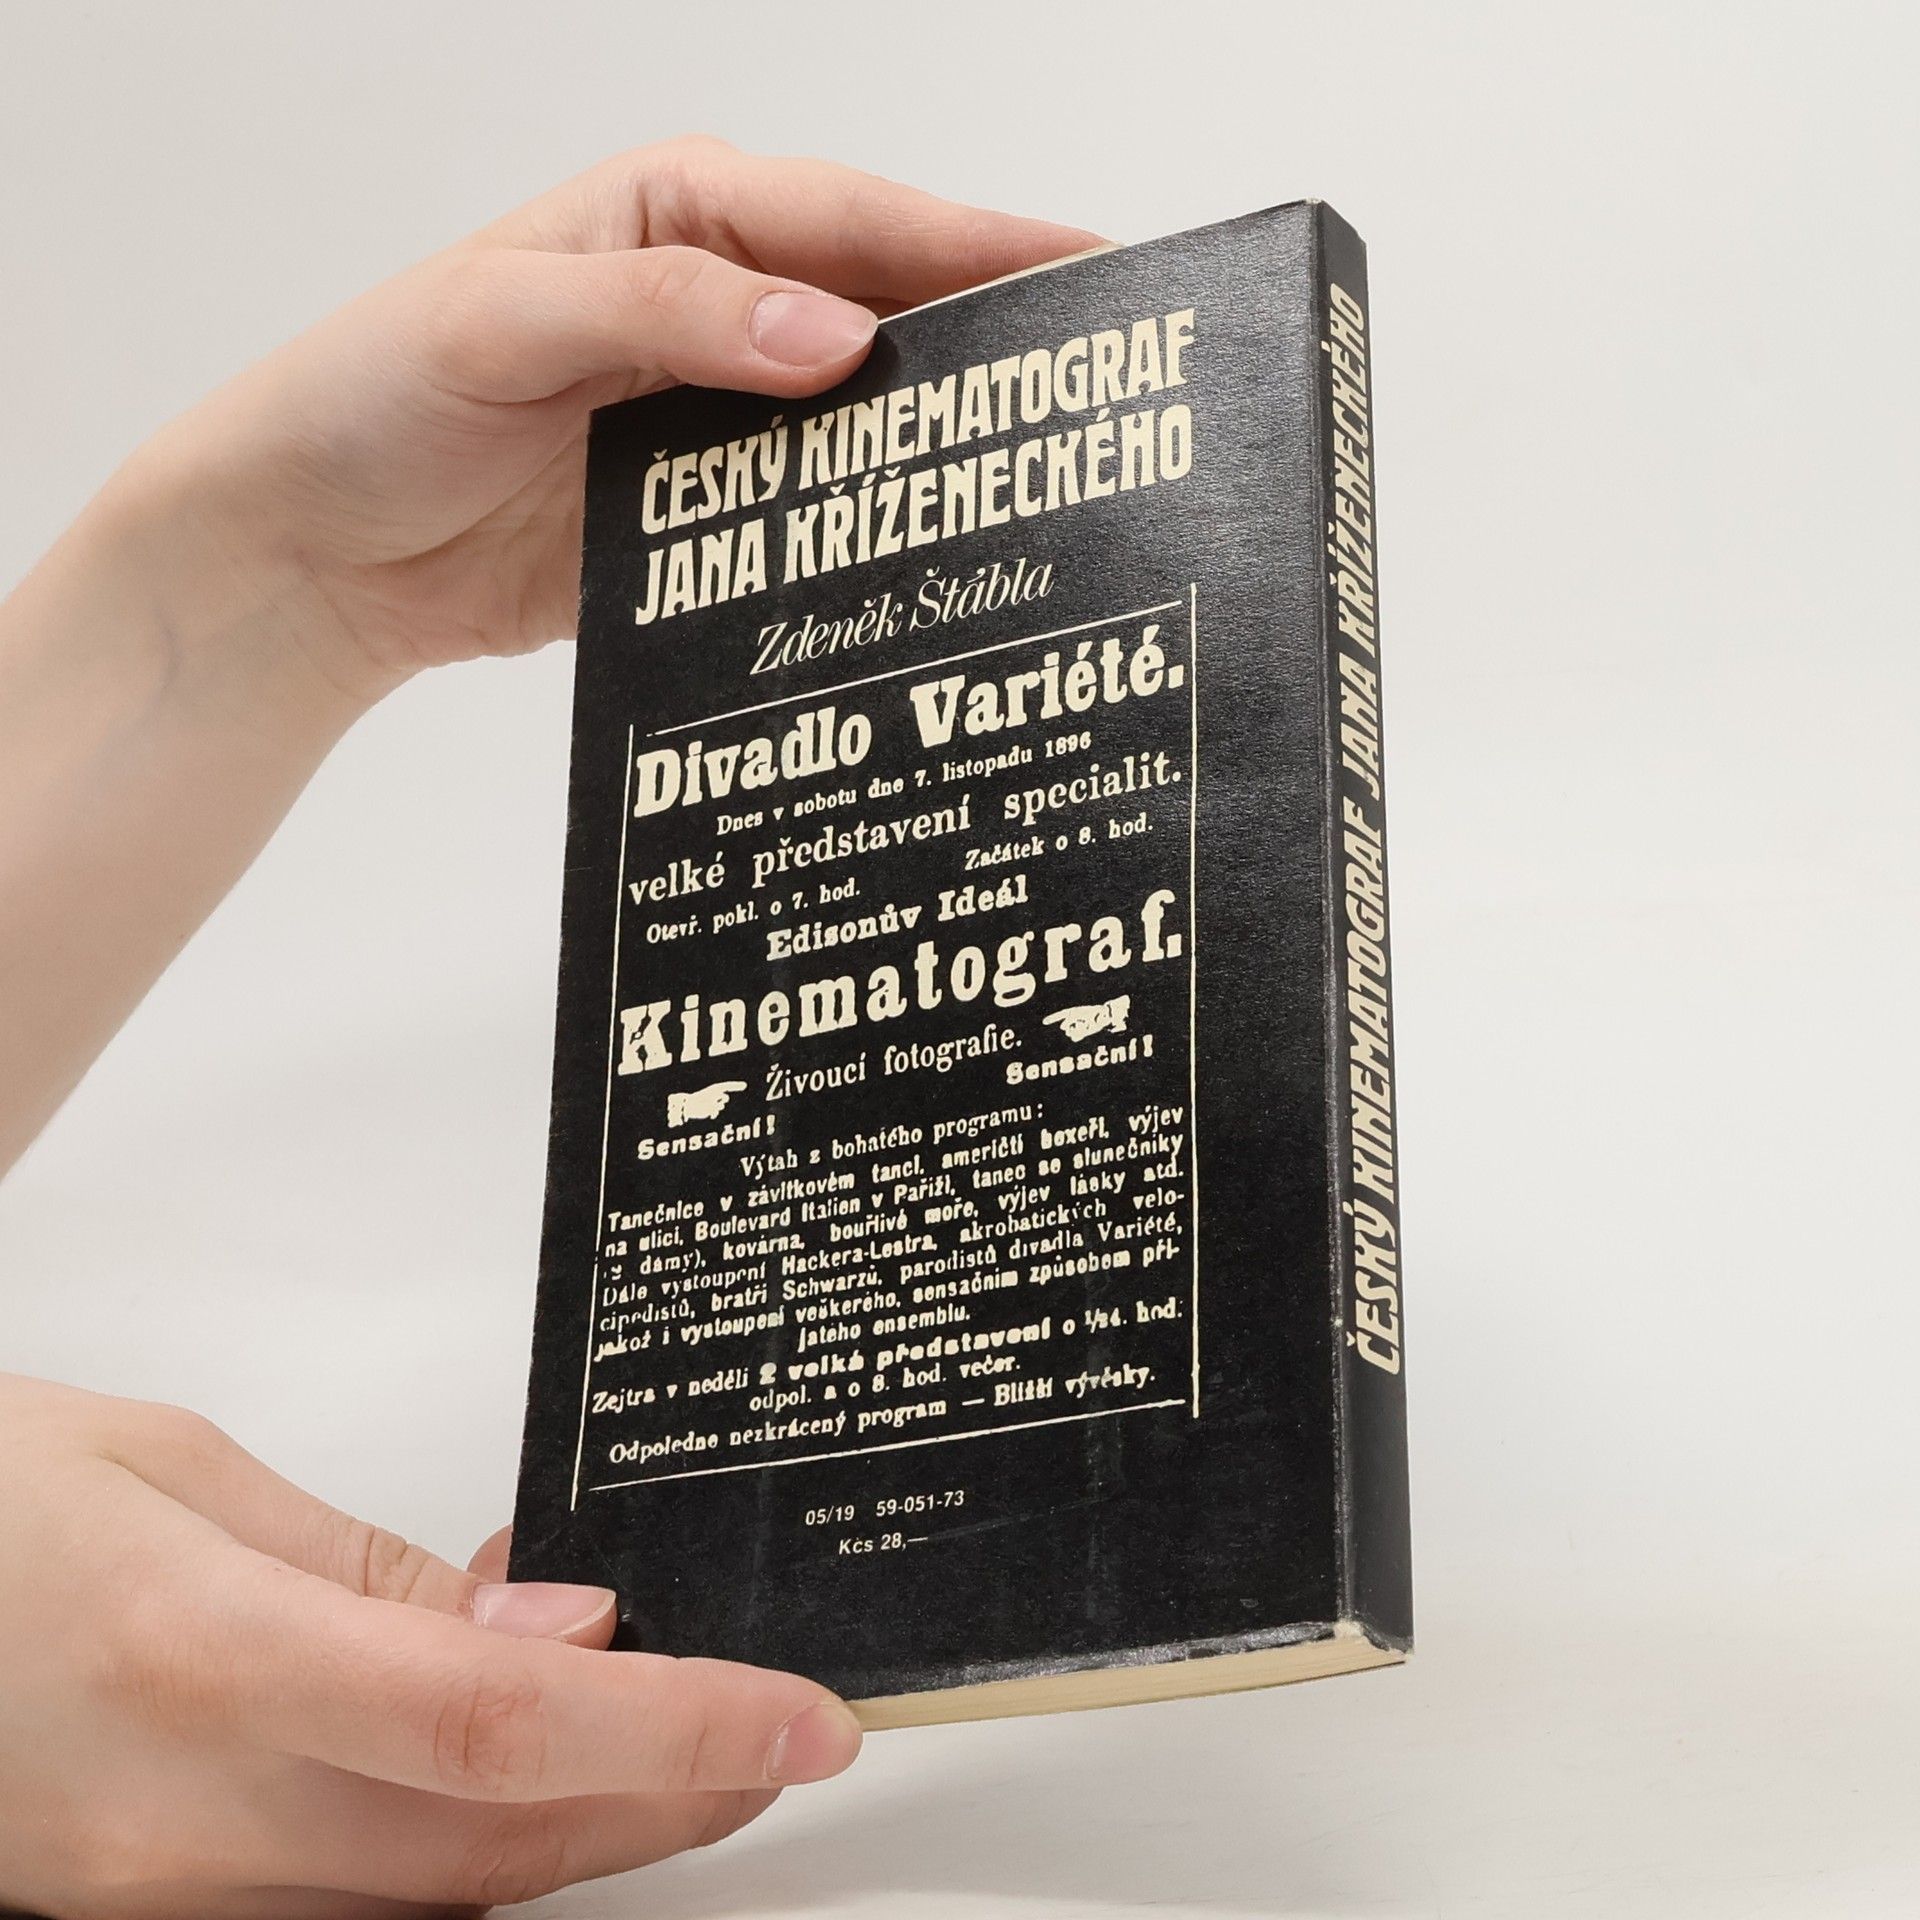 ČESKÝ KINEMATOGRAF
JANA KŘÍŽENECKÉHO
Zdeněk Štábla
Divadlo Variété.
Dnes v sobotu dne 7. listopadu 1896
velké představení specialit.
Otevř. pokl. o 7. hod.
Začátek o 8. hod.
Edisonův Ideál
Kinematograf.
Živoucí fotografie.
Sensační!
Sensační!
Výtah z bohatého programu:
Tanečnice v závitkovém tanci, američtí boxeři, výjev
na ulici, Boulevard Italien v Paříži, tanec se slunečníky
dámy), kovárna, bouřlivé moře, výjev lásky atd.
Dále vystoupení Hackera-Lestra, akrobatických velo-
cipedistů, bratří Schwarzů, parodistů divadla Variété,
jakož i vystoupení veškerého, sensačním způsobem při-
jatého ensemblu.
Zejtra v neděli 2 velká představení o ½4. hod.
odpol. a o 8. hod. večer.
Odpoledne nezkrácený program — Bližší vývěsky.
05/19 59-051-73
Kčs 28,—
ČESKÝ KINEMATOGRAF JANA KŘÍŽENECKÉHO